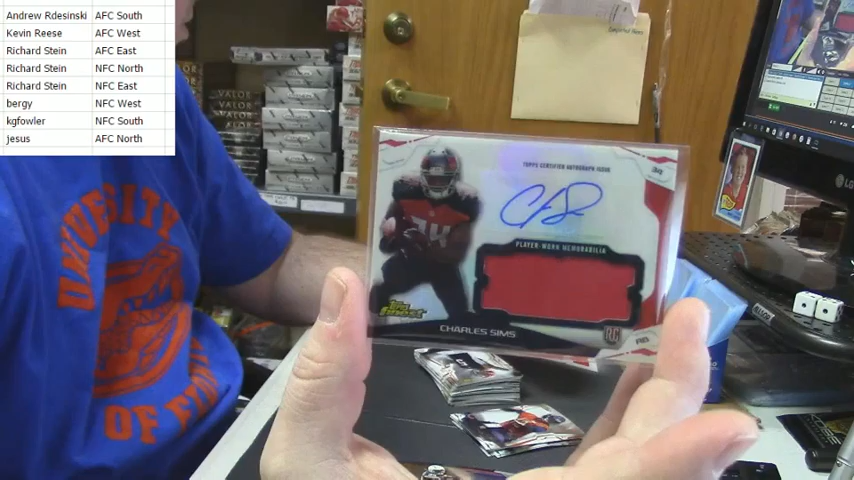 Andrew Rdesinski AFC South
Kevin Reese AFC West
Richard Stein AFC East
Richard Stein NFC North
Richard Stein NFC East
bergy NFC West
kgfowler NFC South
jesus AFC North
VALOR
VALOR
TOPPS CERTIFIED AUTOGRAPH ISSUE
PLAYER-WORN MEMORABILIA
34
Topps Finest
CHARLES SIMS
RC
UNIVERSITY
OF FLORIDA
LG